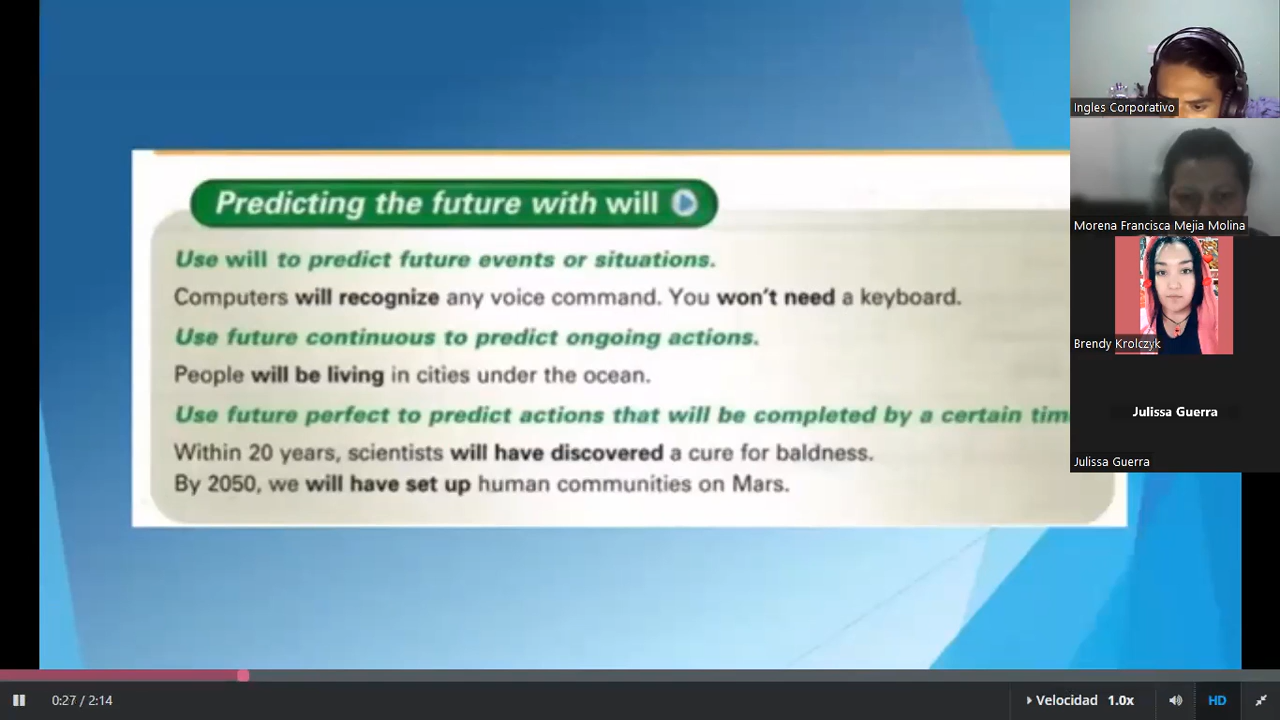 Predicting the future with will
Use will to predict future events or situations.
Computers will recognize any voice command. You won't need a keyboard.
Use future continuous to predict ongoing actions.
People will be living in cities under the ocean.
Use future perfect to predict actions that will be completed by a certain tim
Within 20 years, scientists will have discovered a cure for baldness.
By 2050, we will have set up human communities on Mars.
Ingles Corporativo
Morena Francisca Mejia Molina
Brendy Krolczyk
Julissa Guerra
Julissa Guerra
0:27 / 2:14
Velocidad 1.0x
HD